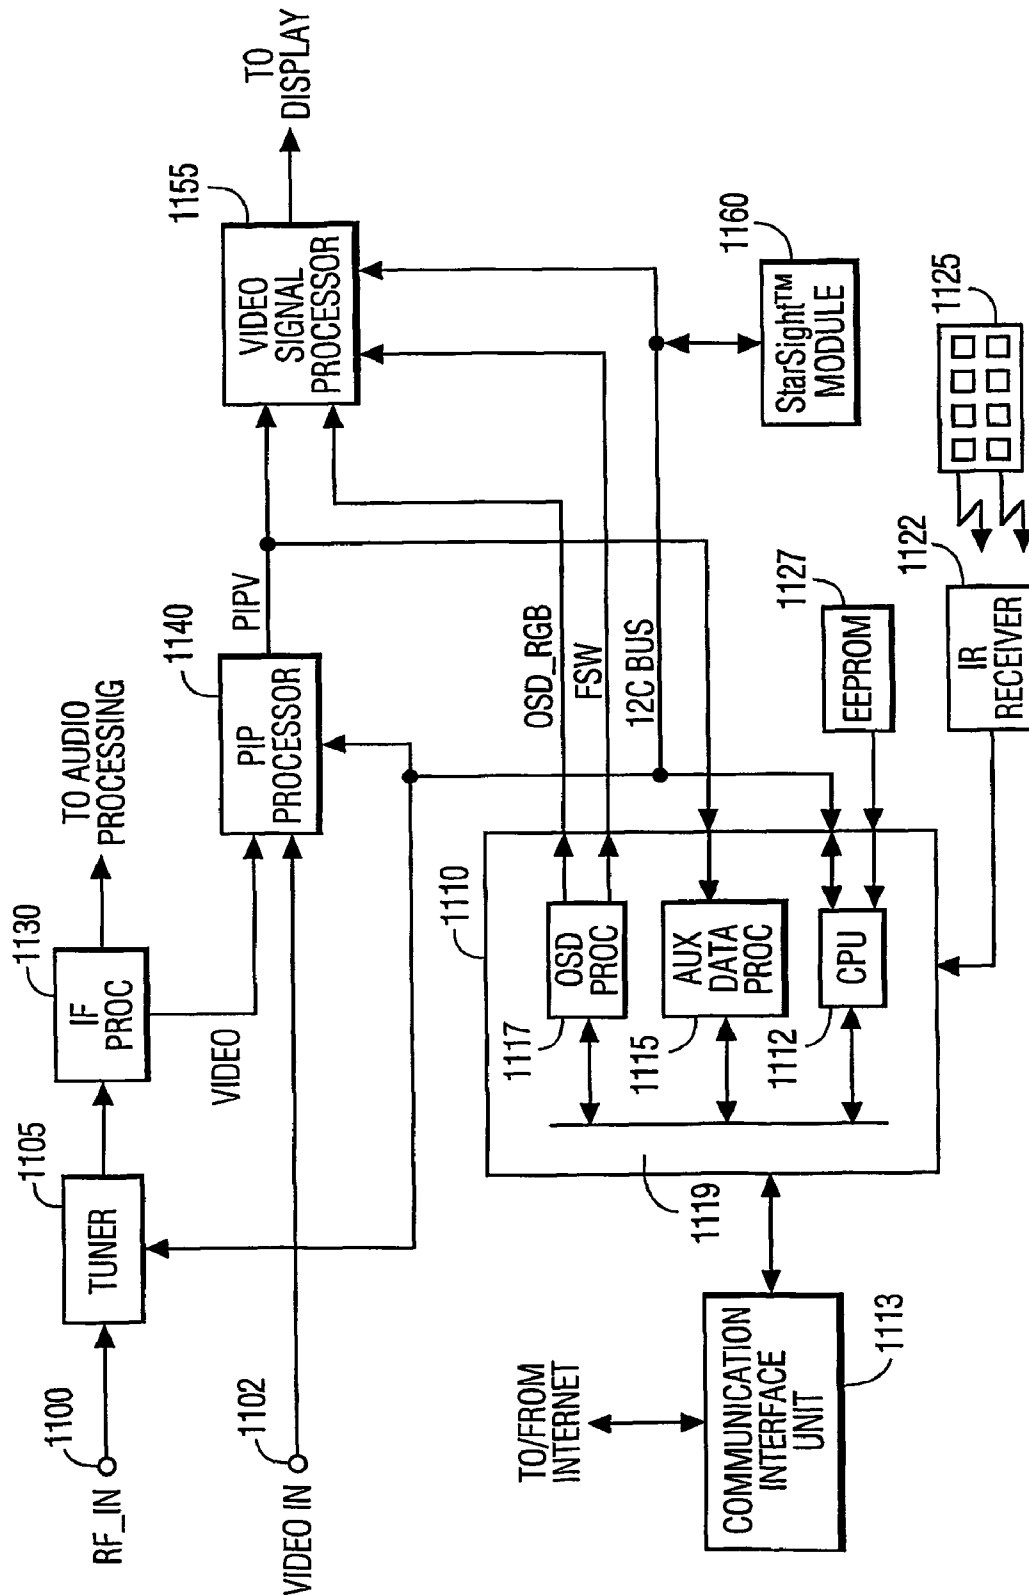 RF_IN
1100
TUNER
1105
IF
PROC
1130
TO AUDIO
PROCESSING
VIDEO
VIDEO IN
1102
PIP
PROCESSOR
1140
PIPV
VIDEO
SIGNAL
PROCESSOR
1155
TO
DISPLAY
OSD_RGB
FSW
12C BUS
1110
OSD
PROC
1117
AUX
DATA
PROC
1115
CPU
1112
1119
TO/FROM
INTERNET
COMMUNICATION
INTERFACE
UNIT
1113
EEPROM
1127
IR
RECEIVER
1122
1125
StarSight™
MODULE
1160